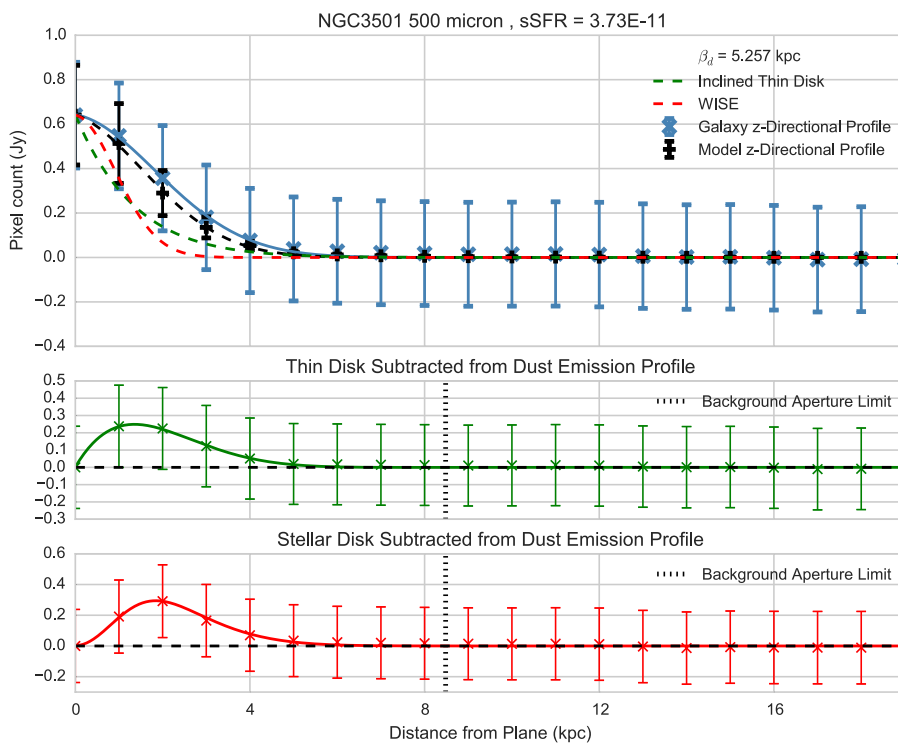 NGC3501 500 micron , sSFR = 3.73E-11
1.0
0.8
0.6
0.4
0.2
0.0
−0.2
−0.4
Pixel count (Jy)
β_d = 5.257 kpc
Inclined Thin Disk
WISE
Galaxy z-Directional Profile
Model z-Directional Profile
Thin Disk Subtracted from Dust Emission Profile
0.5
0.4
0.3
0.2
0.1
0.0
−0.1
−0.2
−0.3
Background Aperture Limit
Stellar Disk Subtracted from Dust Emission Profile
0.6
0.4
0.2
0.0
−0.2
Background Aperture Limit
0 2 4 6 8 10 12 14 16 18
Distance from Plane (kpc)